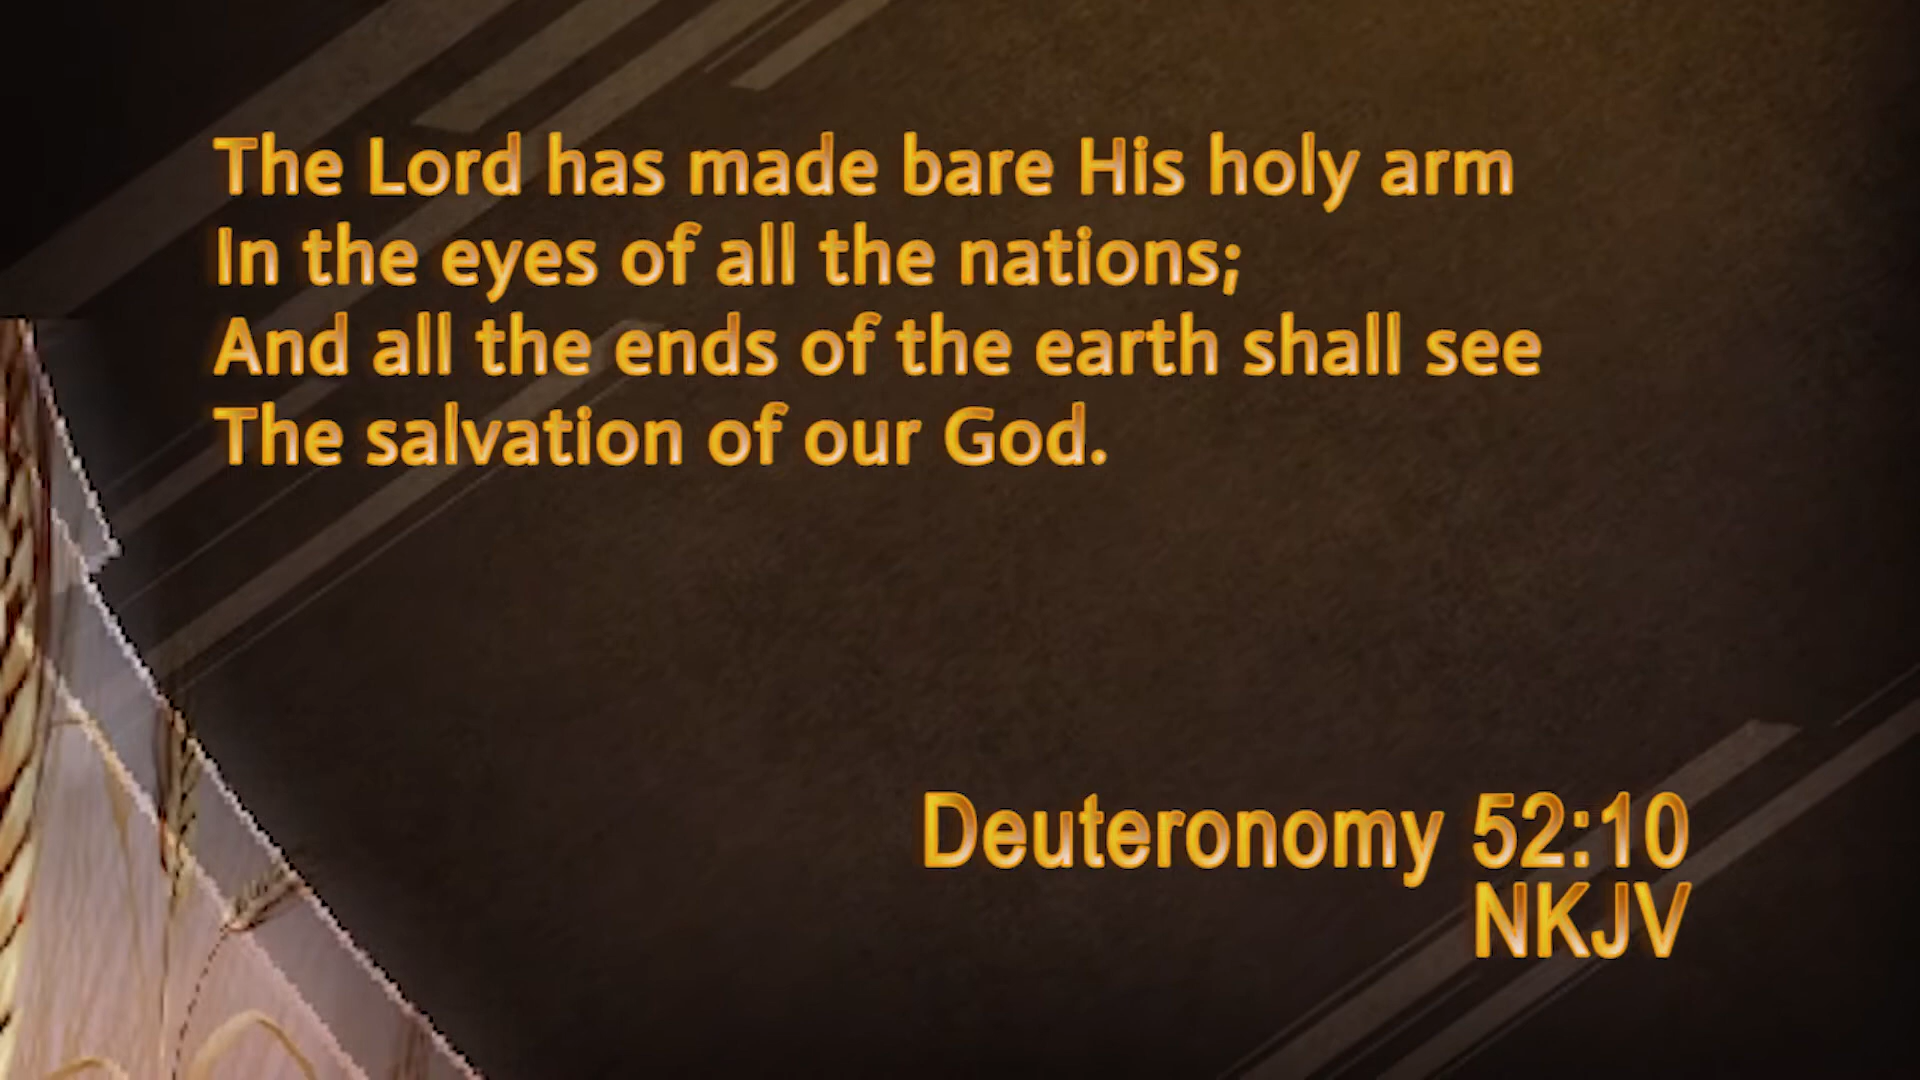 The Lord has made bare His holy arm
In the eyes of all the nations;
And all the ends of the earth shall see
The salvation of our God.
Deuteronomy 52:10
NKJV